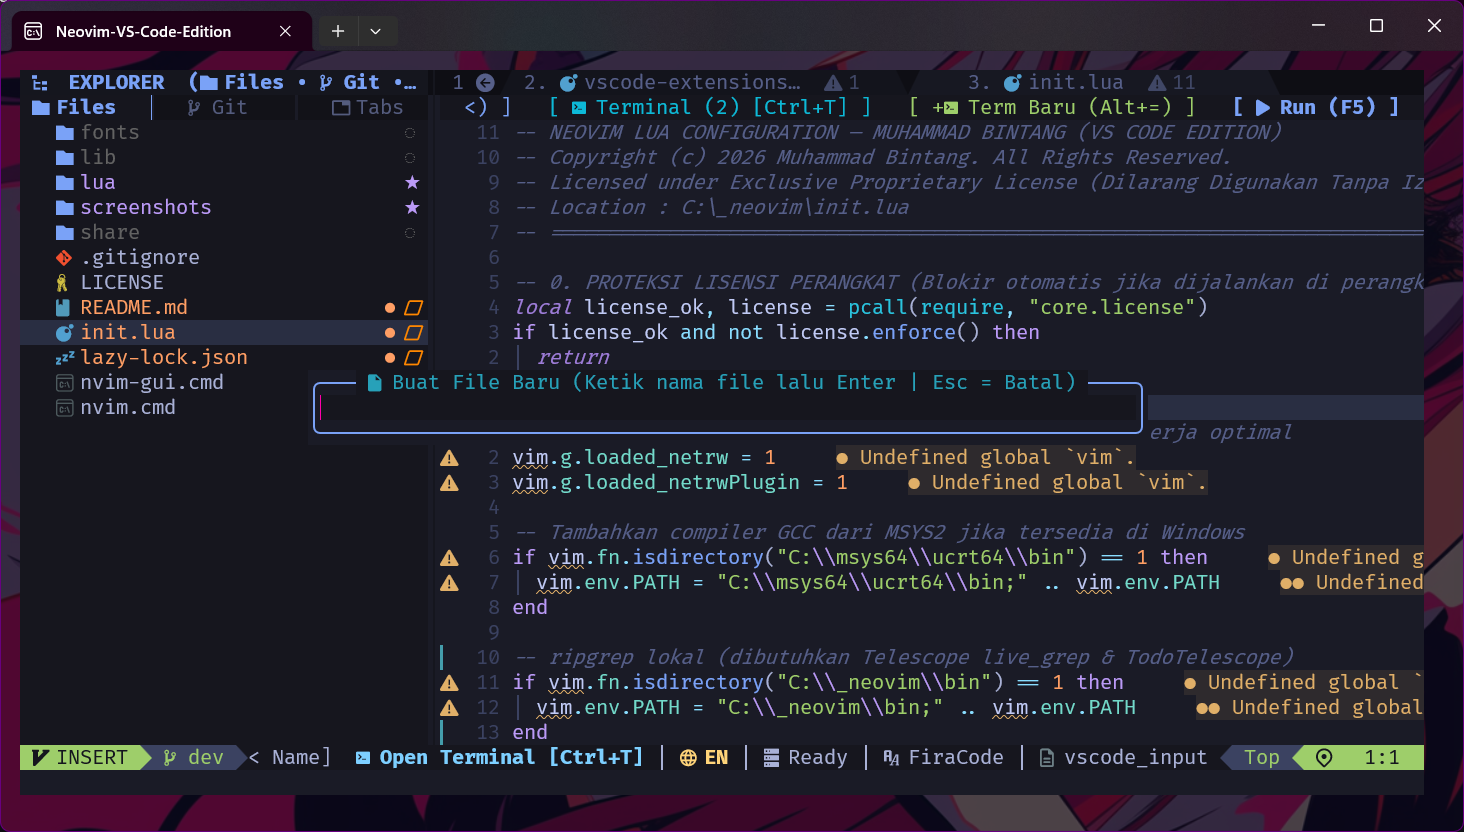 Neovim-VS-Code-Edition
EXPLORER (Files • Git •…
1
2. vscode-extensions… 1
3. init.lua 11
Files Git Tabs
<) ] [ Terminal (2) [Ctrl+T] ] [ + Term Baru (Alt+=) ] [ Run (F5) ]
fonts
lib
lua
screenshots
share
.gitignore
LICENSE
README.md
init.lua
lazy-lock.json
nvim-gui.cmd
nvim.cmd
11 -- NEOVIM LUA CONFIGURATION — MUHAMMAD BINTANG (VS CODE EDITION)
10 -- Copyright (c) 2026 Muhammad Bintang. All Rights Reserved.
9 -- Licensed under Exclusive Proprietary License (Dilarang Digunakan Tanpa Iz
8 -- Location : C:\_neovim\init.lua
7 --
6
5 -- 0. PROTEKSI LISENSI PERANGKAT (Blokir otomatis jika dijalankan di perangk
4 local license_ok, license = pcall(require, "core.license")
3 if license_ok and not license.enforce() then
2 return
Buat File Baru (Ketik nama file lalu Enter | Esc = Batal)
erja optimal
2 vim.g.loaded_netrw = 1 ● Undefined global `vim`.
3 vim.g.loaded_netrwPlugin = 1 ● Undefined global `vim`.
4
5 -- Tambahkan compiler GCC dari MSYS2 jika tersedia di Windows
6 if vim.fn.isdirectory("C:\\msys64\\ucrt64\\bin") == 1 then ● Undefined g
7 vim.env.PATH = "C:\\msys64\\ucrt64\\bin;" .. vim.env.PATH ●● Undefined
8 end
9
10 -- ripgrep lokal (dibutuhkan Telescope live_grep & TodoTelescope)
11 if vim.fn.isdirectory("C:\\_neovim\\bin") == 1 then ● Undefined global `
12 vim.env.PATH = "C:\\_neovim\\bin;" .. vim.env.PATH ●● Undefined global
13 end
INSERT dev < Name] Open Terminal [Ctrl+T] | EN | Ready | FiraCode | vscode_input Top 1:1